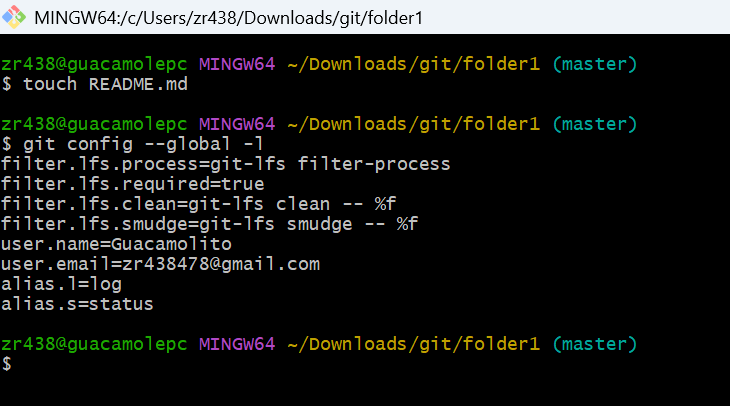 MINGW64:/c/Users/zr438/Downloads/git/folder1
zr438@guacamolepc MINGW64 ~/Downloads/git/folder1 (master)
$ touch README.md
zr438@guacamolepc MINGW64 ~/Downloads/git/folder1 (master)
$ git config --global -l
filter.lfs.process=git-lfs filter-process
filter.lfs.required=true
filter.lfs.clean=git-lfs clean -- %f
filter.lfs.smudge=git-lfs smudge -- %f
user.name=Guacamolito
user.email=zr438478@gmail.com
alias.l=log
alias.s=status
zr438@guacamolepc MINGW64 ~/Downloads/git/folder1 (master)
$